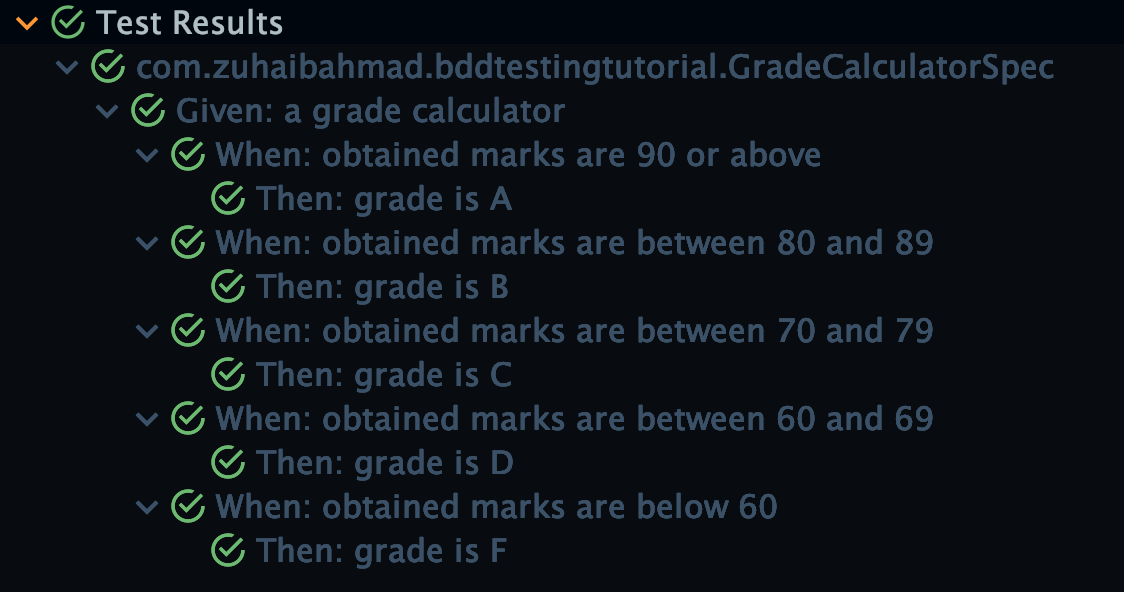 Test Results
com.zuhaibahmad.bddtestingtutorial.GradeCalculatorSpec
Given: a grade calculator
When: obtained marks are 90 or above
Then: grade is A
When: obtained marks are between 80 and 89
Then: grade is B
When: obtained marks are between 70 and 79
Then: grade is C
When: obtained marks are between 60 and 69
Then: grade is D
When: obtained marks are below 60
Then: grade is F